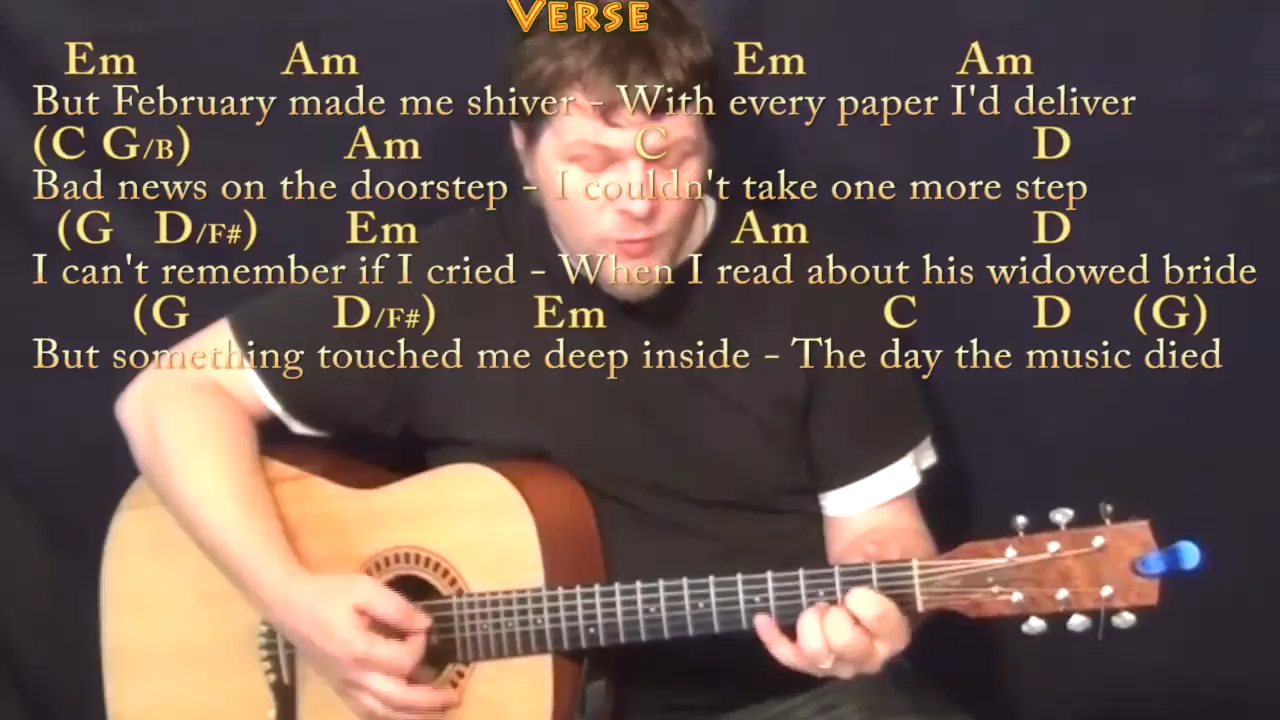 VERSE
Em Am Em Am
But February made me shiver - With every paper I'd deliver
(C G/B) Am C D
Bad news on the doorstep - I couldn't take one more step
(G D/F#) Em Am D
I can't remember if I cried - When I read about his widowed bride
(G D/F#) Em C D (G)
But something touched me deep inside - The day the music died